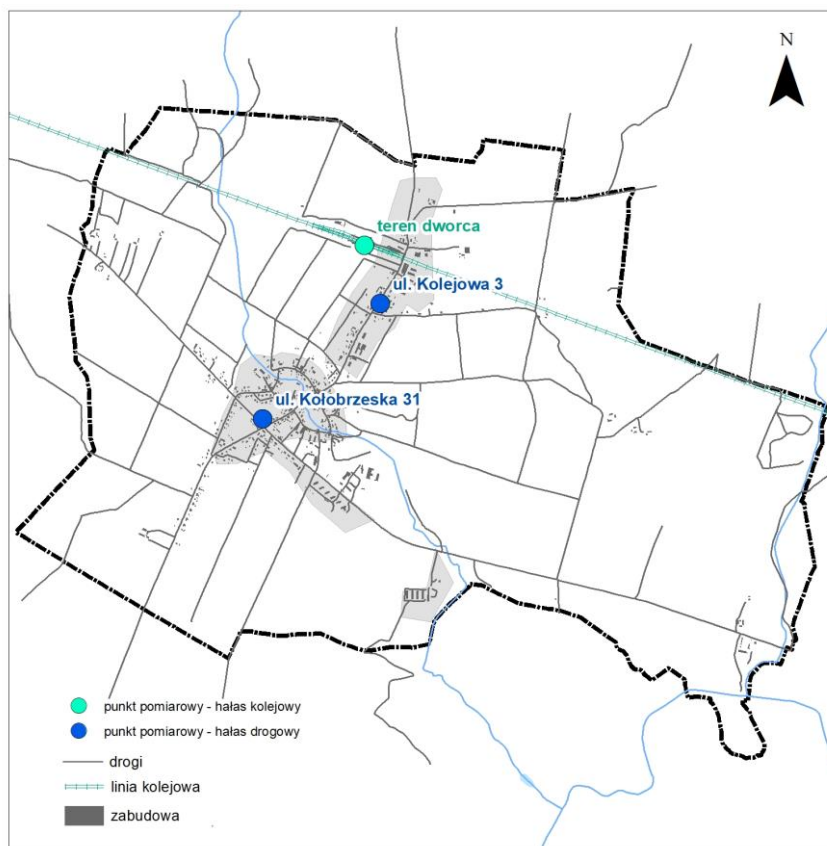 N
teren dworca
ul. Kolejowa 3
ul. Kołobrzeska 31
punkt pomiarowy - hałas kolejowy
punkt pomiarowy - hałas drogowy
drogi
linia kolejowa
zabudowa